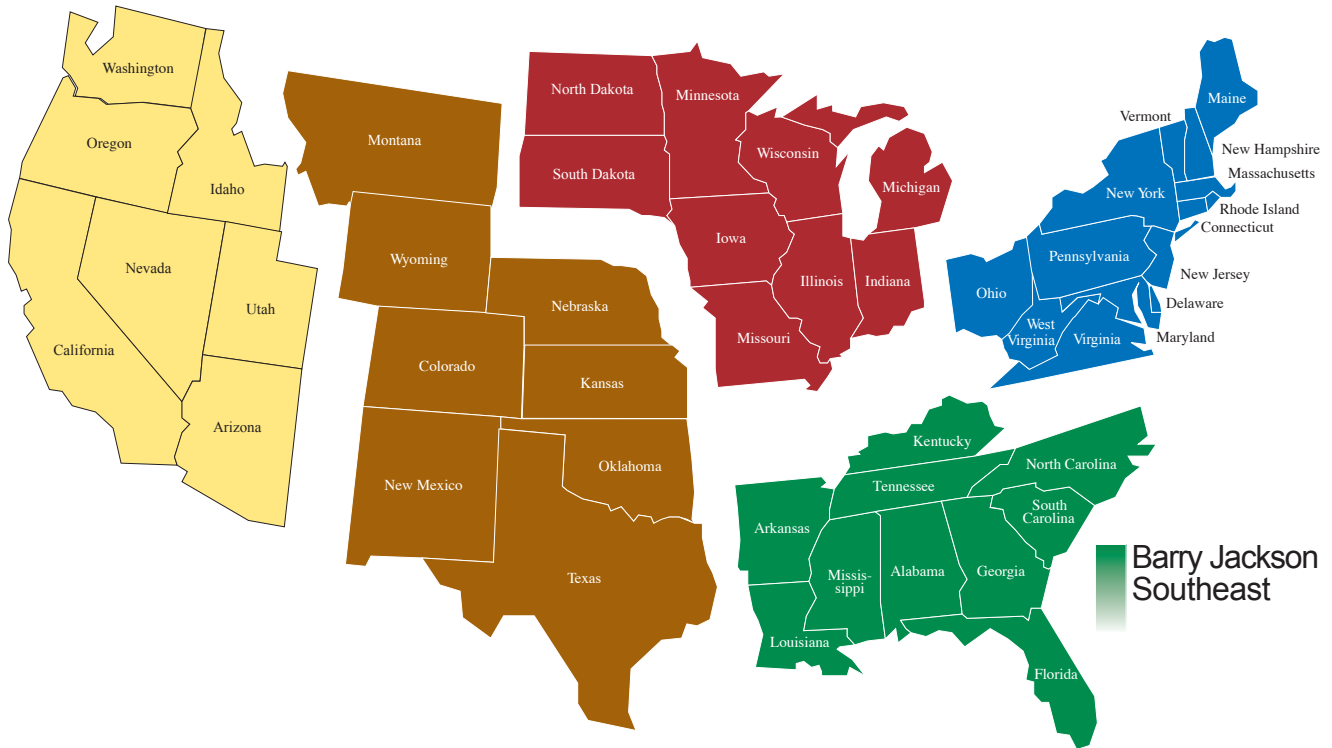 Washington
Oregon
Idaho
Nevada
Utah
California
Arizona
Montana
Wyoming
Nebraska
Colorado
Kansas
Oklahoma
New Mexico
Texas
North Dakota
Minnesota
South Dakota
Wisconsin
Michigan
Iowa
Illinois
Indiana
Missouri
Maine
Vermont
New Hampshire
Massachusetts
New York
Rhode Island
Connecticut
Pennsylvania
New Jersey
Ohio
Delaware
West
Virginia
Virginia
Maryland
Kentucky
North Carolina
Tennessee
South
Carolina
Arkansas
Missis-
sippi
Alabama
Georgia
Louisiana
Florida
Barry Jackson
Southeast